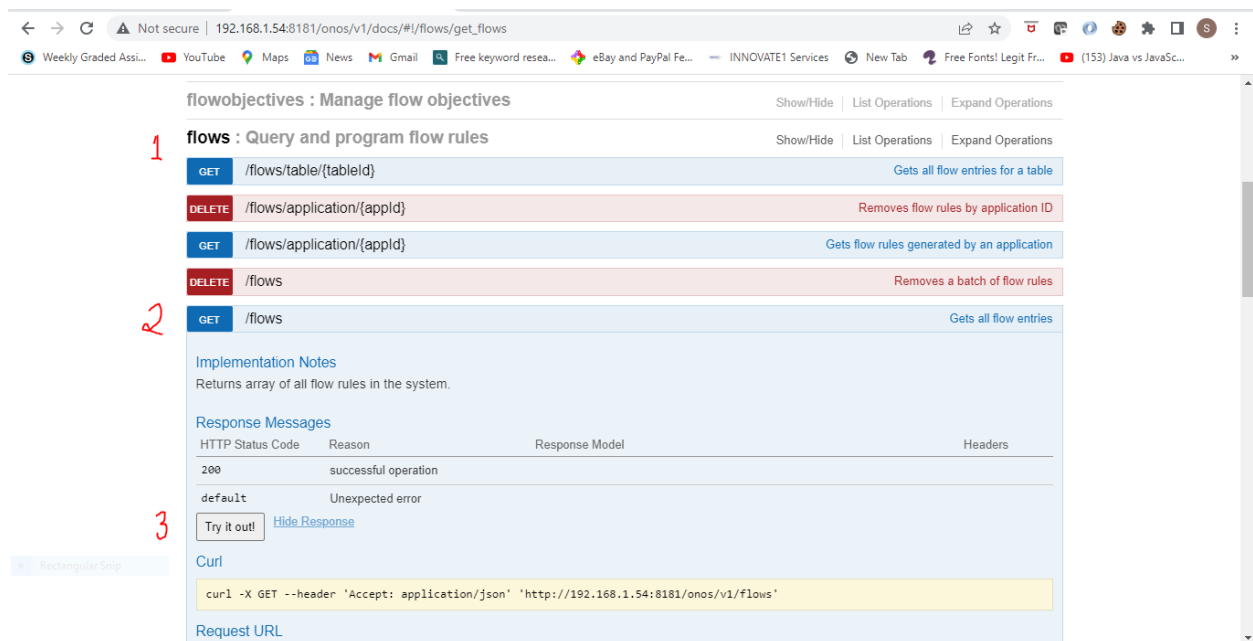 Not secure | 192.168.1.54:8181/onos/v1/docs/#!/flows/get_flows S
Weekly Graded Assi... YouTube Maps News Gmail Free keyword resea... eBay and PayPal Fe... INNOVATE1 Services New Tab Free Fonts! Legit Fr... (153) Java vs JavaSc... »
flowobjectives : Manage flow objectives Show/Hide | List Operations | Expand Operations
1 flows : Query and program flow rules Show/Hide | List Operations | Expand Operations
GET /flows/table/{tableId} Gets all flow entries for a table
DELETE /flows/application/{appId} Removes flow rules by application ID
GET /flows/application/{appId} Gets flow rules generated by an application
DELETE /flows Removes a batch of flow rules
2 GET /flows Gets all flow entries
Implementation Notes
Returns array of all flow rules in the system.
Response Messages
HTTP Status Code Reason Response Model Headers
200 successful operation
default Unexpected error
3 Try it out! Hide Response
Rectangular Snip
Curl
curl -X GET --header 'Accept: application/json' 'http://192.168.1.54:8181/onos/v1/flows'
Request URL